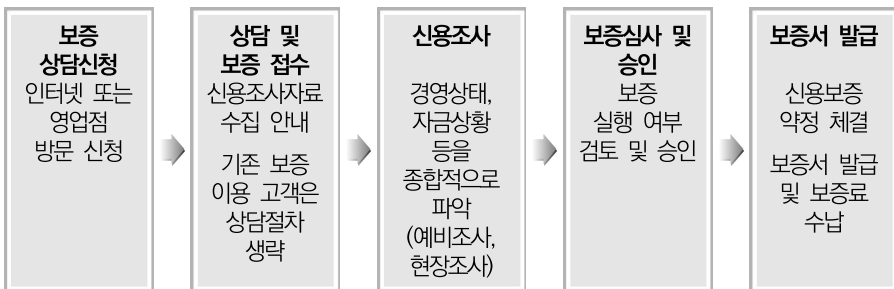 보증
상담신청
인터넷 또는
영업점
방문 신청
상담 및
보증 접수
신용조사자료
수집 안내
기존 보증
이용 고객은
상담절차
생략
신용조사
경영상태,
자금상황
등을
종합적으로
파악
(예비조사,
현장조사)
보증심사 및
승인
보증
실행 여부
검토 및 승인
보증서 발급
신용보증
약정 체결
보증서 발급
및 보증료
수납